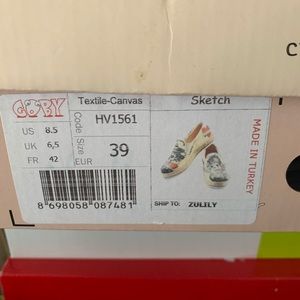 C
GOBY
Textile-Canvas
Sketch
US 8.5
Code HV1561
UK 6,5
Size EUR 39
FR 42
MADE IN TURKEY
8 698058 087481
SHIP TO: ZULILY